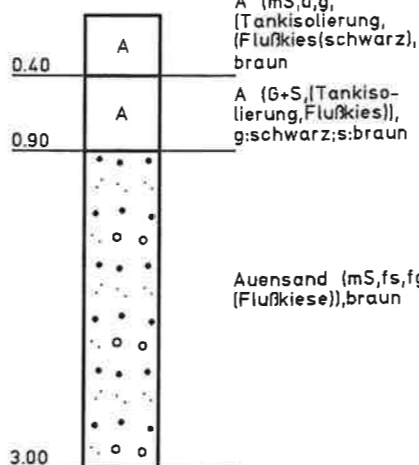 A (mS,u,g,
(Tankisolierung,
(Flußkies(schwarz),
braun
A
0.40
A (G+S,(Tankiso-
lierung,Flußkies)),
g:schwarz;s:braun
A
0.90
Auensand (mS,fs,fg
(Flußkiese)),braun
3.00